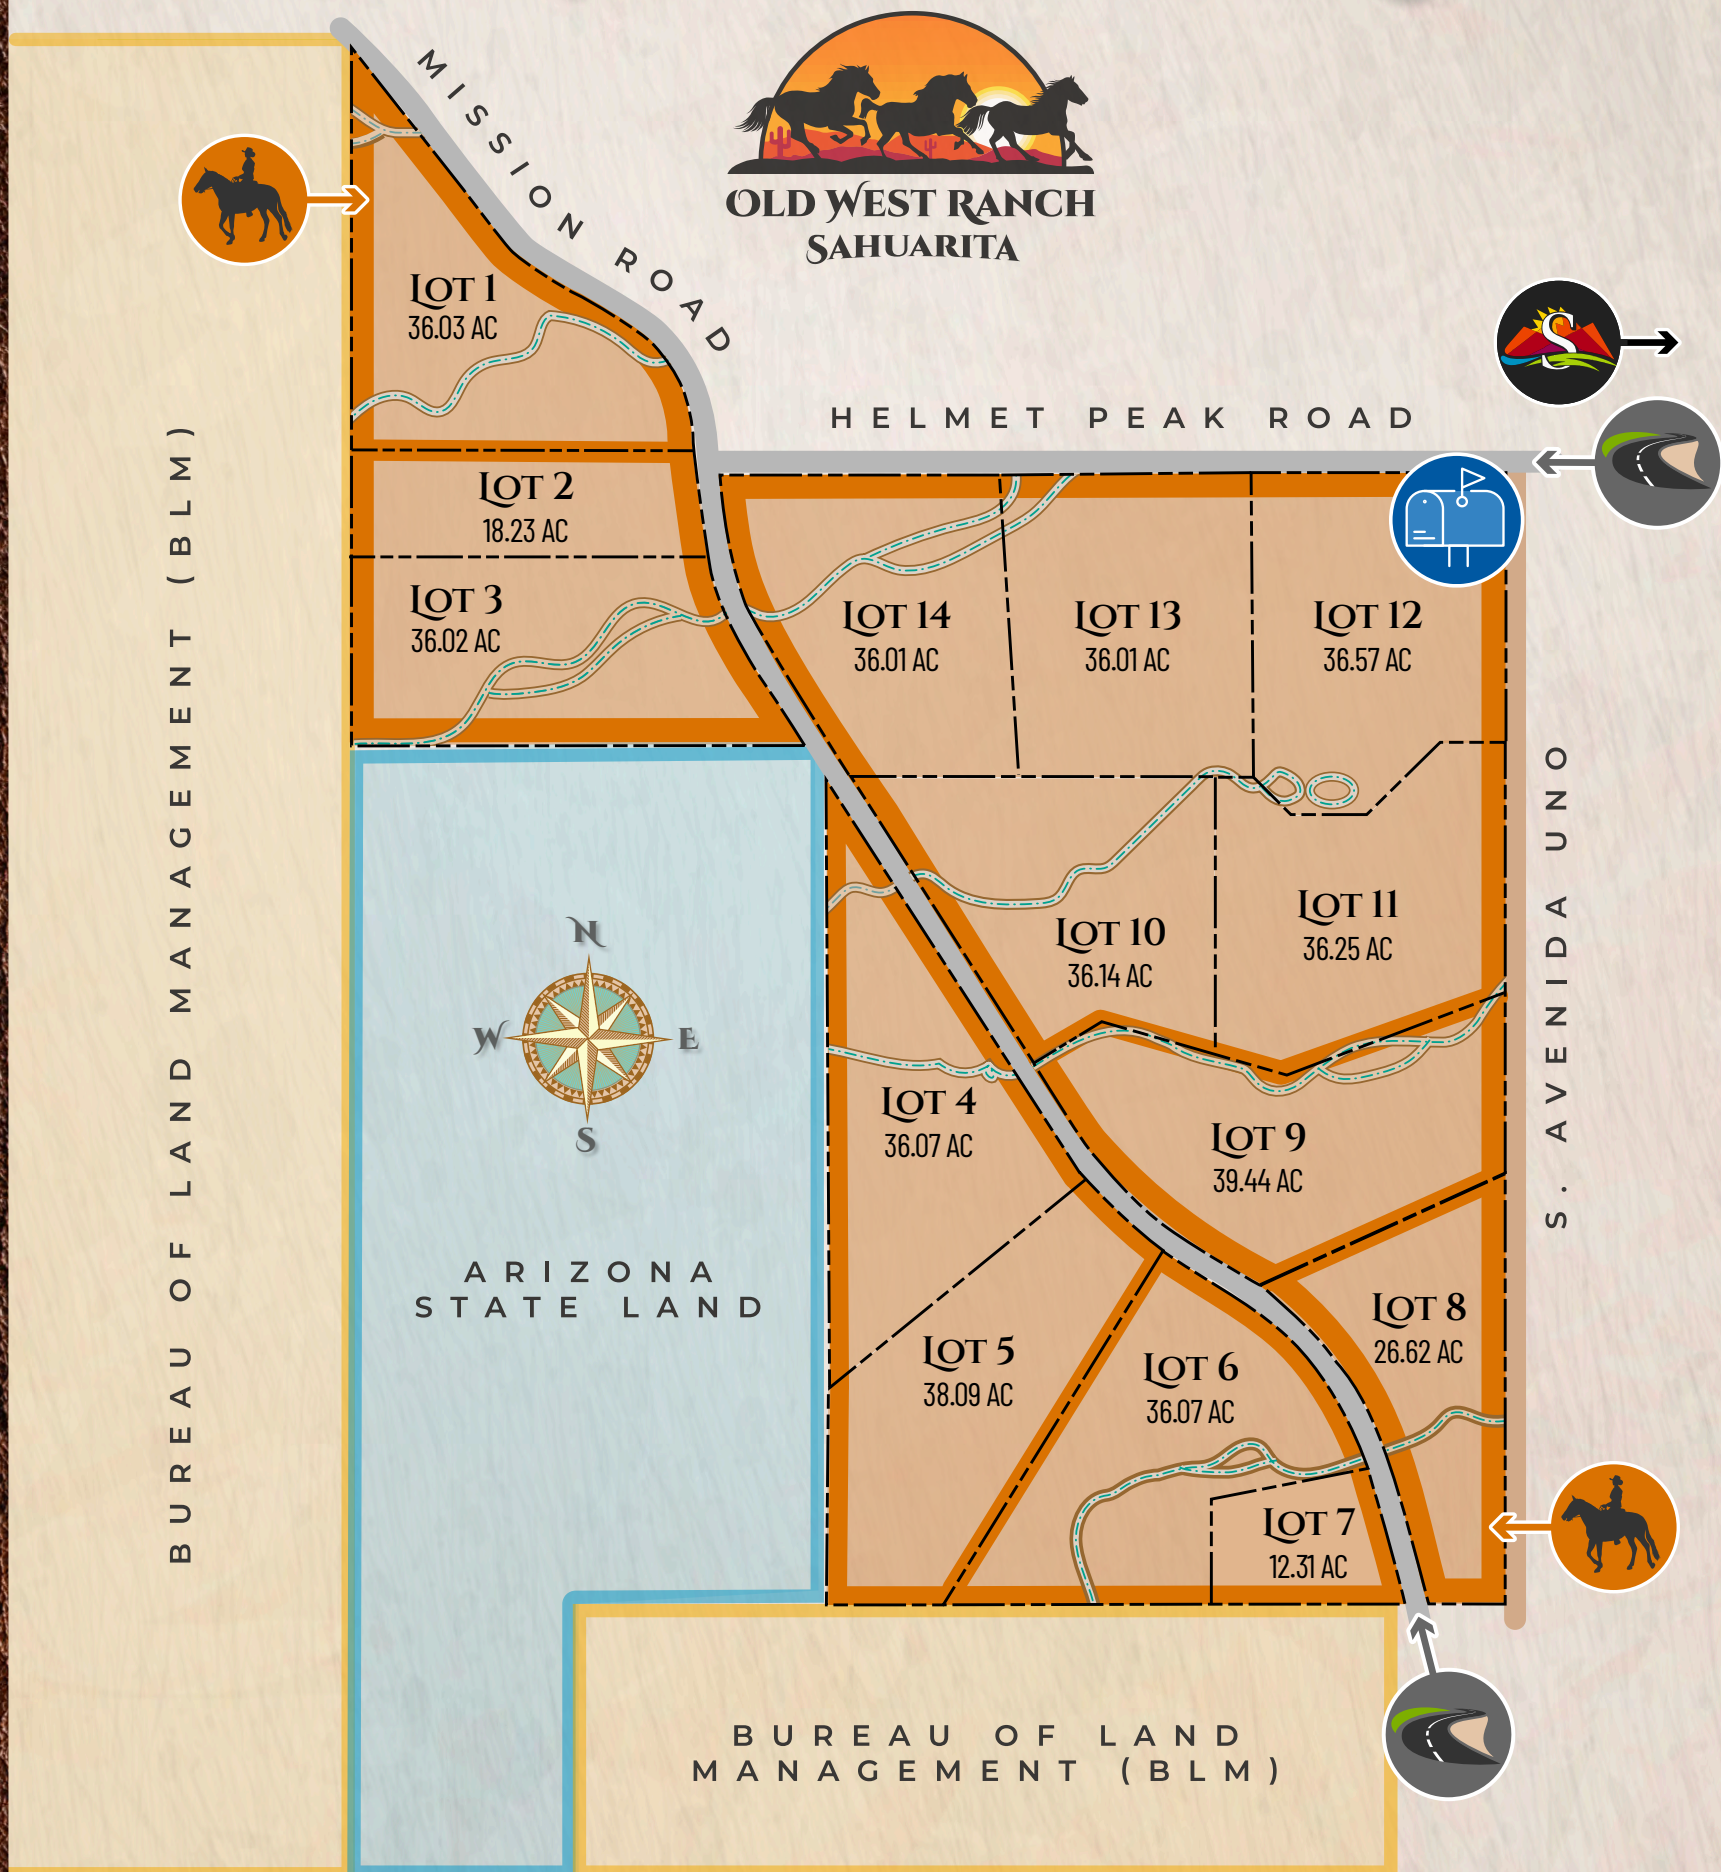 MISSION ROAD
OLD WEST RANCH
SAHUARITA
S
HELMET PEAK ROAD
LOT 1
36.03 AC
LOT 2
18.23 AC
LOT 3
36.02 AC
LOT 14
36.01 AC
LOT 13
36.01 AC
LOT 12
36.57 AC
BUREAU OF LAND MANAGEMENT (BLM)
S. AVENIDA UNO
LOT 10
36.14 AC
LOT 11
36.25 AC
N
W
E
S
LOT 4
36.07 AC
LOT 9
39.44 AC
ARIZONA
STATE LAND
LOT 5
38.09 AC
LOT 6
36.07 AC
LOT 8
26.62 AC
LOT 7
12.31 AC
BUREAU OF LAND
MANAGEMENT (BLM)